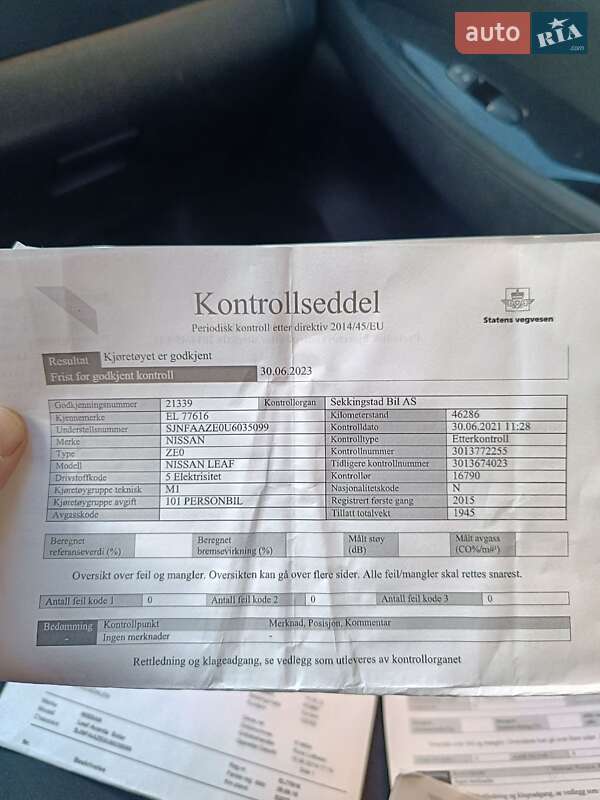 auto RIA .com
Kontrollseddel
Periodisk kontroll etter direktiv 2014/45/EU
Statens vegvesen
Resultat Kjøretøyet er godkjent
Frist for godkjent kontroll 30.06.2023
Godkjenningsnummer 21339 Kontrollorgan Sekkingstad Bil AS
Kjennemerke EL 77616 Kilometerstand 46286
Understellsnummer SJNFAAZE0U6035099 Kontrolldato 30.06.2021 11:28
Merke NISSAN Kontrolltype Etterkontroll
Type ZE0 Kontrollnummer 3013772255
Modell NISSAN LEAF Tidligere kontrollnummer 3013674023
Drivstoffkode 5 Elektrisitet Kontrollør 16790
Kjøretøygruppe teknisk M1 Nasjonalitetskode N
Kjøretøygruppe avgift 101 PERSONBIL Registrert første gang 2015
Avgasskode Tillatt totalvekt 1945
Beregnet referanseverdi (%) Beregnet bremsevirkning (%) Målt støy (dB) Målt avgass (CO%/m¹)
Oversikt over feil og mangler. Oversikten kan gå over flere sider. Alle feil/mangler skal rettes snarest.
Antall feil kode 1 0 Antall feil kode 2 0 Antall feil kode 3 0
Bedømming Kontrollpunkt Merknad, Posisjon, Kommentar
- Ingen merknader
Rettledning og klageadgang, se vedlegg som utleveres av kontrollorganet
NISSAN